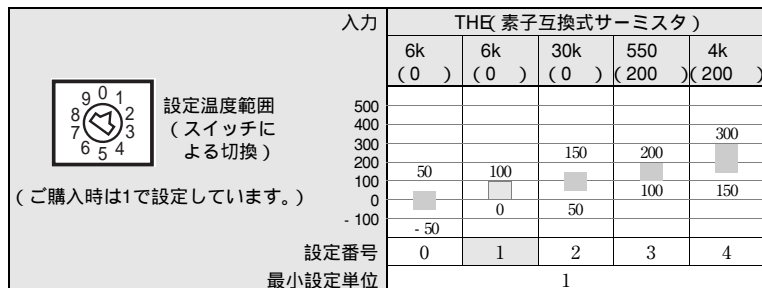 入力 THE( 素子互換式サーミスタ )
6k 6k 30k 550 4k
( 0 ) ( 0 ) ( 0 ) ( 200 )( 200 )
9 0 1
8 2
7 3
6 5 4
設定温度範囲
( スイッチに
よる切換 )
( ご購入時は1で設定しています。)
500
400
300
200
100
0
- 100
50 100 150 200 300
- 50 0 50 100 150
設定番号 0 1 2 3 4
最小設定単位 1